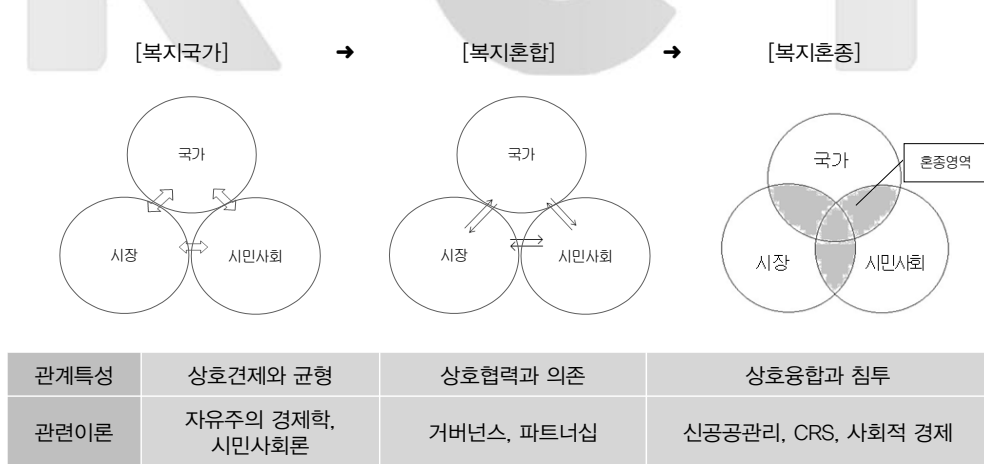 [복지국가] ➜ [복지혼합] ➜ [복지혼종]
국가
시장
시민사회
국가
시장
시민사회
국가
혼종영역
시장
시민사회
관계특성 상호견제와 균형 상호협력과 의존 상호융합과 침투
관련이론 자유주의 경제학, 시민사회론 거버넌스, 파트너십 신공공관리, CRS, 사회적 경제